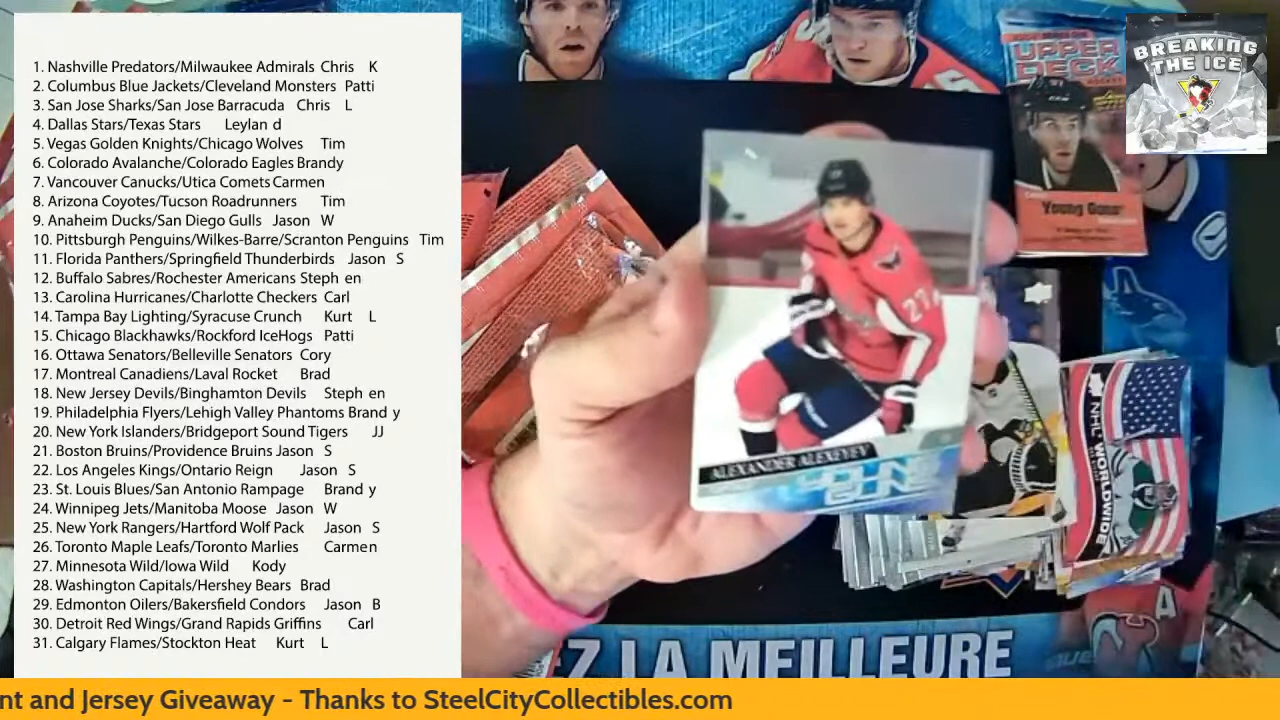 1. Nashville Predators/Milwaukee Admirals Chris K
2. Columbus Blue Jackets/Cleveland Monsters Patti
3. San Jose Sharks/San Jose Barracuda Chris L
4. Dallas Stars/Texas Stars Leylan d
5. Vegas Golden Knights/Chicago Wolves Tim
6. Colorado Avalanche/Colorado Eagles Brandy
7. Vancouver Canucks/Utica Comets Carmen
8. Arizona Coyotes/Tucson Roadrunners Tim
9. Anaheim Ducks/San Diego Gulls Jason W
10. Pittsburgh Penguins/Wilkes-Barre/Scranton Penguins Tim
11. Florida Panthers/Springfield Thunderbirds Jason S
12. Buffalo Sabres/Rochester Americans Steph en
13. Carolina Hurricanes/Charlotte Checkers Carl
14. Tampa Bay Lighting/Syracuse Crunch Kurt L
15. Chicago Blackhawks/Rockford IceHogs Patti
16. Ottawa Senators/Belleville Senators Cory
17. Montreal Canadiens/Laval Rocket Brad
18. New Jersey Devils/Binghamton Devils Steph en
19. Philadelphia Flyers/Lehigh Valley Phantoms Brand y
20. New York Islanders/Bridgeport Sound Tigers JJ
21. Boston Bruins/Providence Bruins Jason S
22. Los Angeles Kings/Ontario Reign Jason S
23. St. Louis Blues/San Antonio Rampage Brand y
24. Winnipeg Jets/Manitoba Moose Jason W
25. New York Rangers/Hartford Wolf Pack Jason S
26. Toronto Maple Leafs/Toronto Marlies Carmen
27. Minnesota Wild/Iowa Wild Kody
28. Washington Capitals/Hershey Bears Brad
29. Edmonton Oilers/Bakersfield Condors Jason B
30. Detroit Red Wings/Grand Rapids Griffins Carl
31. Calgary Flames/Stockton Heat Kurt L
BREAKING
THE ICE
UPPER
DECK
Young Guns
27
ALEXANDER ALEXEYEV
YOUNG
GUNS
NHL WORLDWIDE
A
EZ LA MEILLEURE
nt and Jersey Giveaway - Thanks to SteelCityCollectibles.com